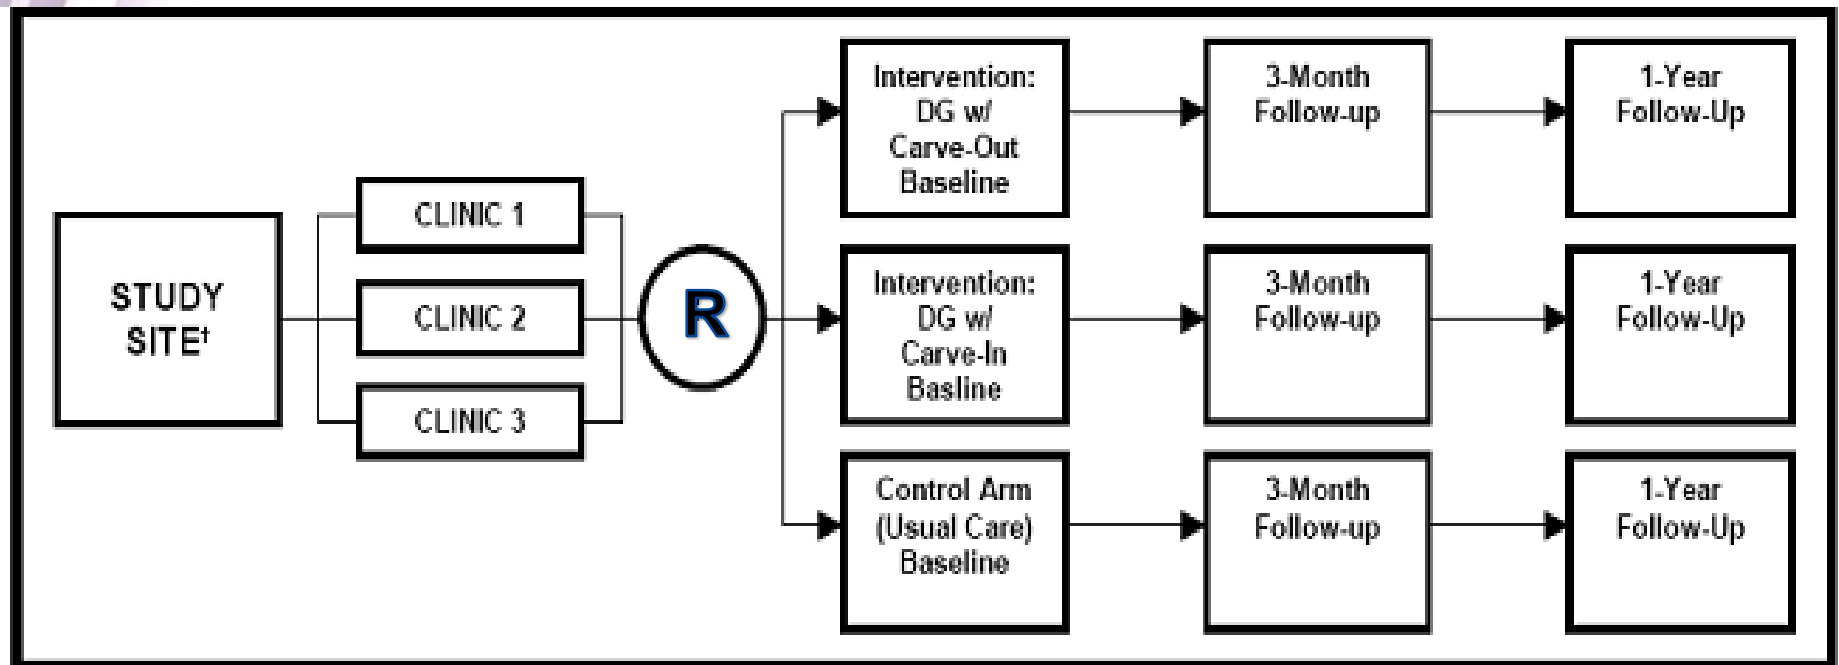 STUDY
SITE†
CLINIC 1
CLINIC 2
CLINIC 3
R
Intervention:
DG w/
Carve-Out
Baseline
3-Month
Follow-up
1-Year
Follow-Up
Intervention:
DG w/
Carve-In
Basline
3-Month
Follow-up
1-Year
Follow-Up
Control Arm
(Usual Care)
Baseline
3-Month
Follow-up
1-Year
Follow-Up